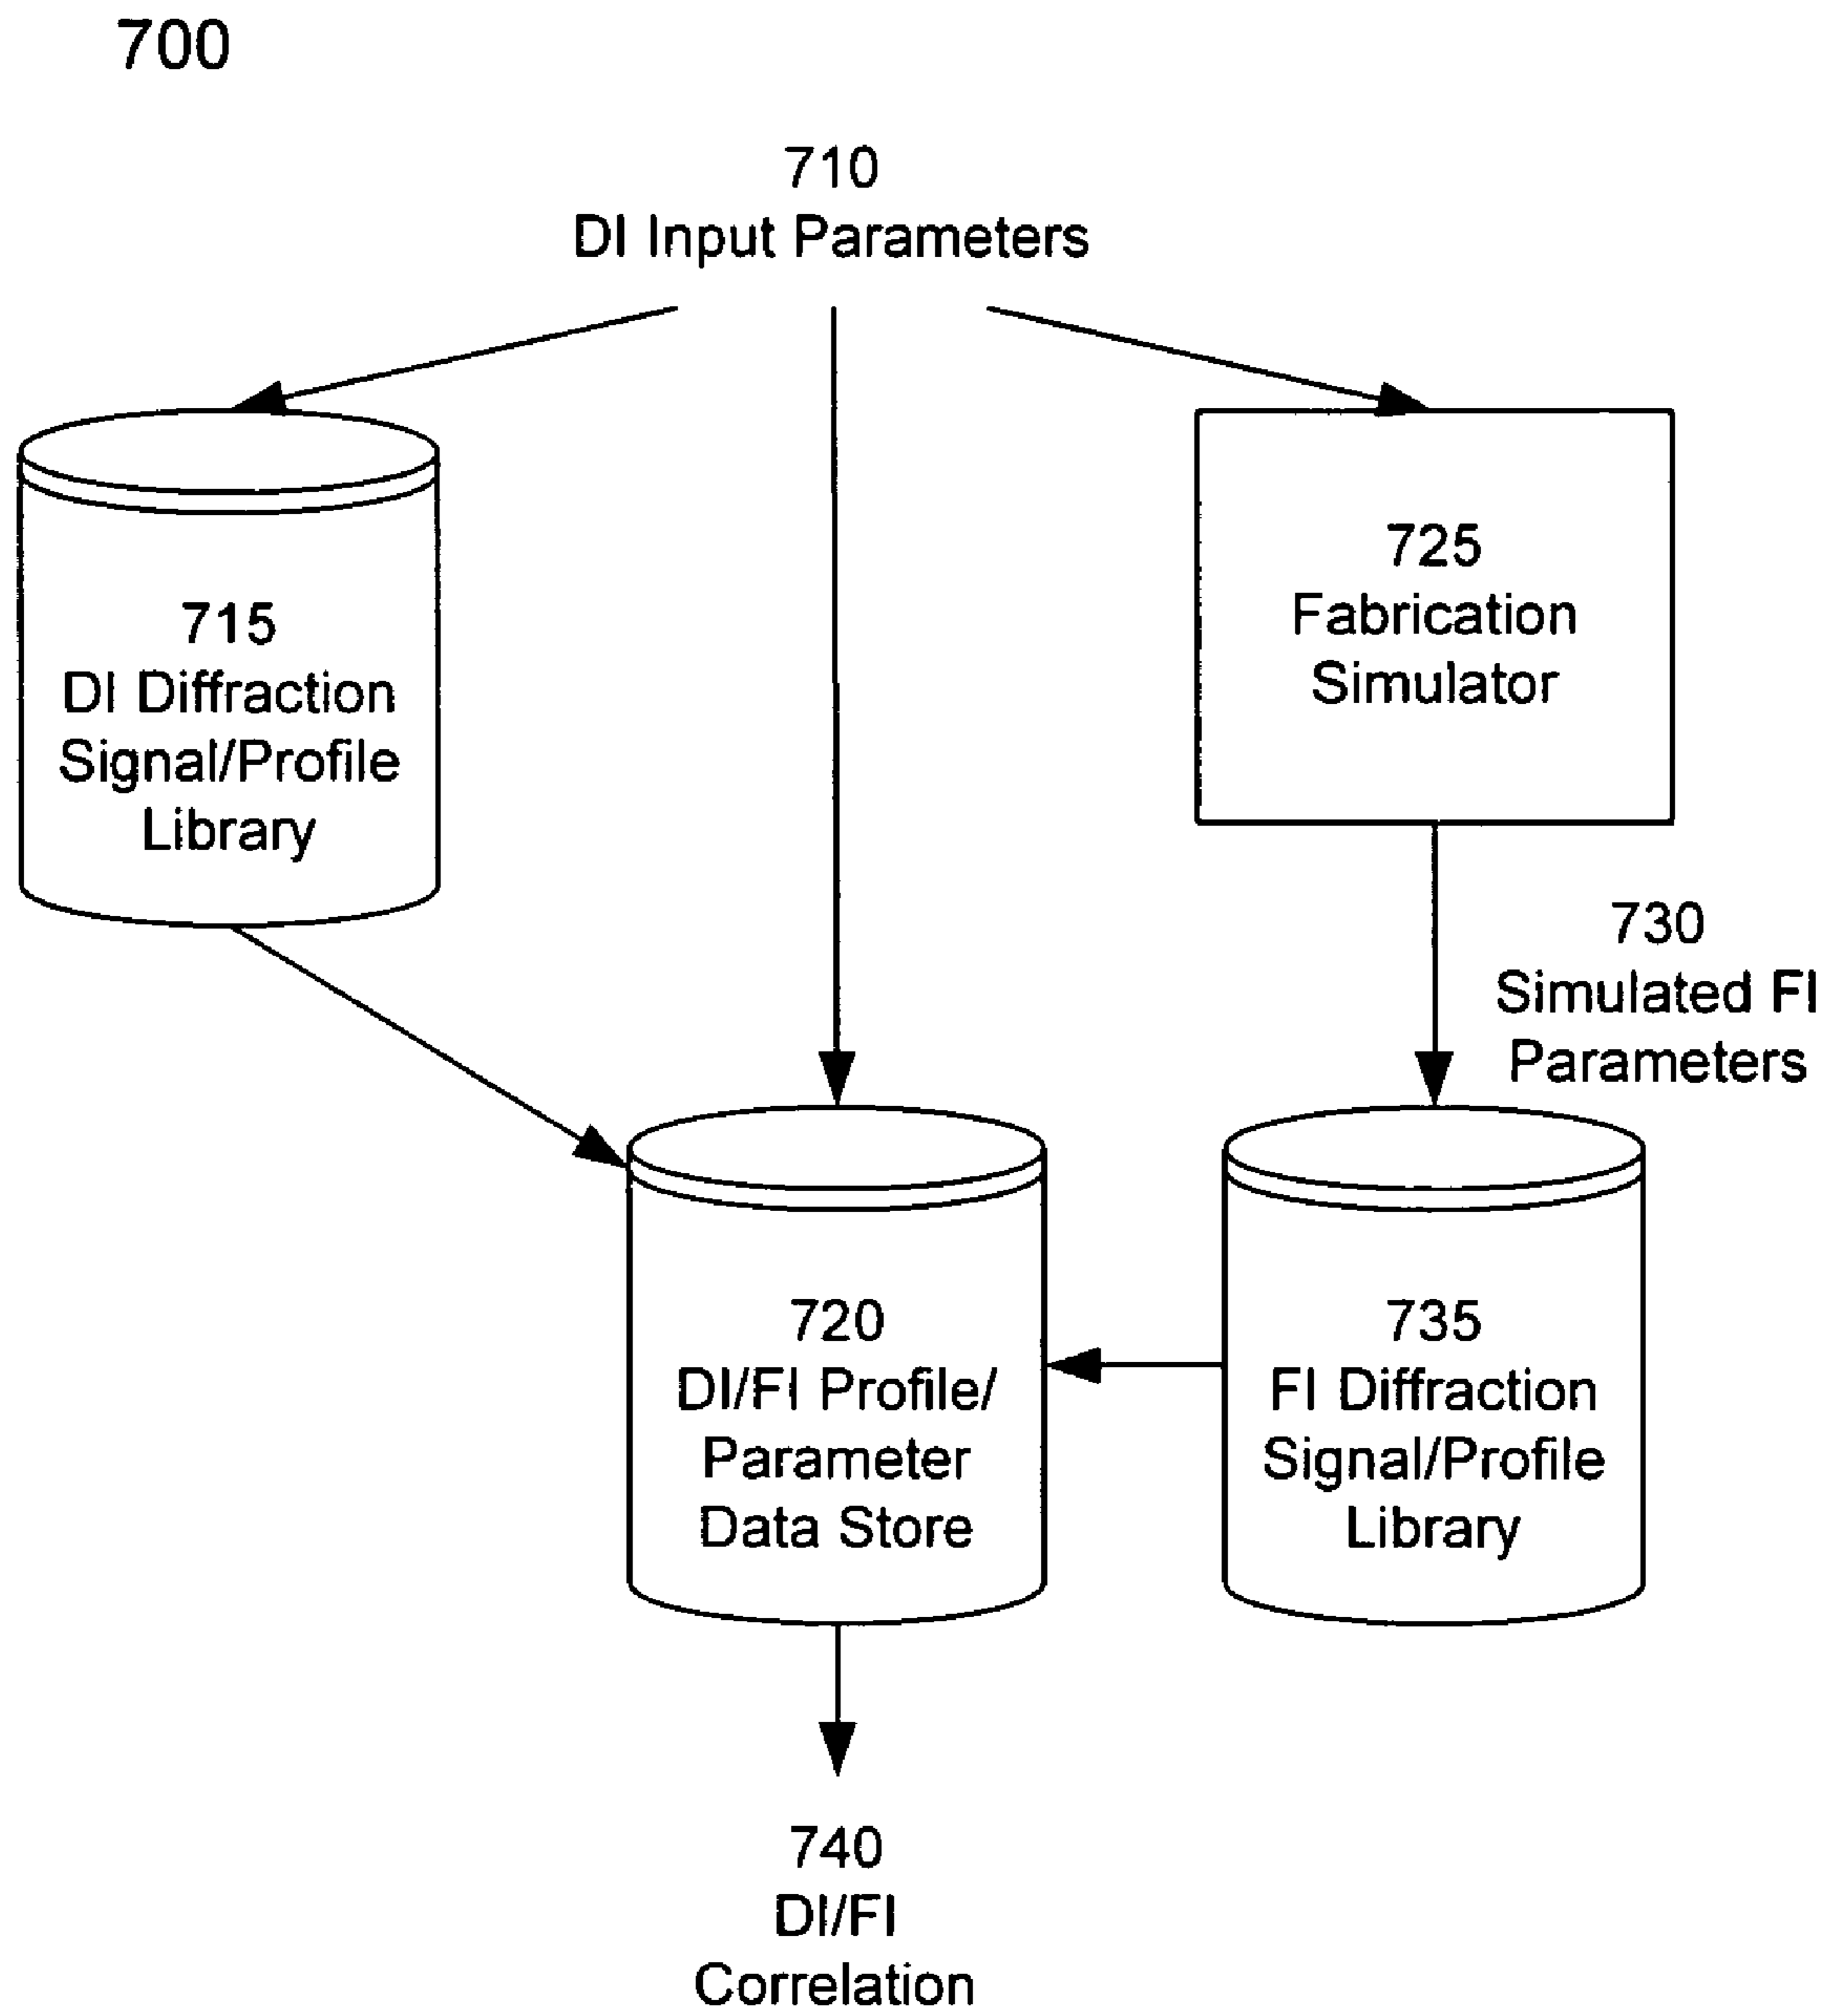 700
710
DI Input Parameters
715
DI Diffraction
Signal/Profile
Library
725
Fabrication
Simulator
730
Simulated FI
Parameters
720
DI/FI Profile/
Parameter
Data Store
735
FI Diffraction
Signal/Profile
Library
740
DI/FI
Correlation